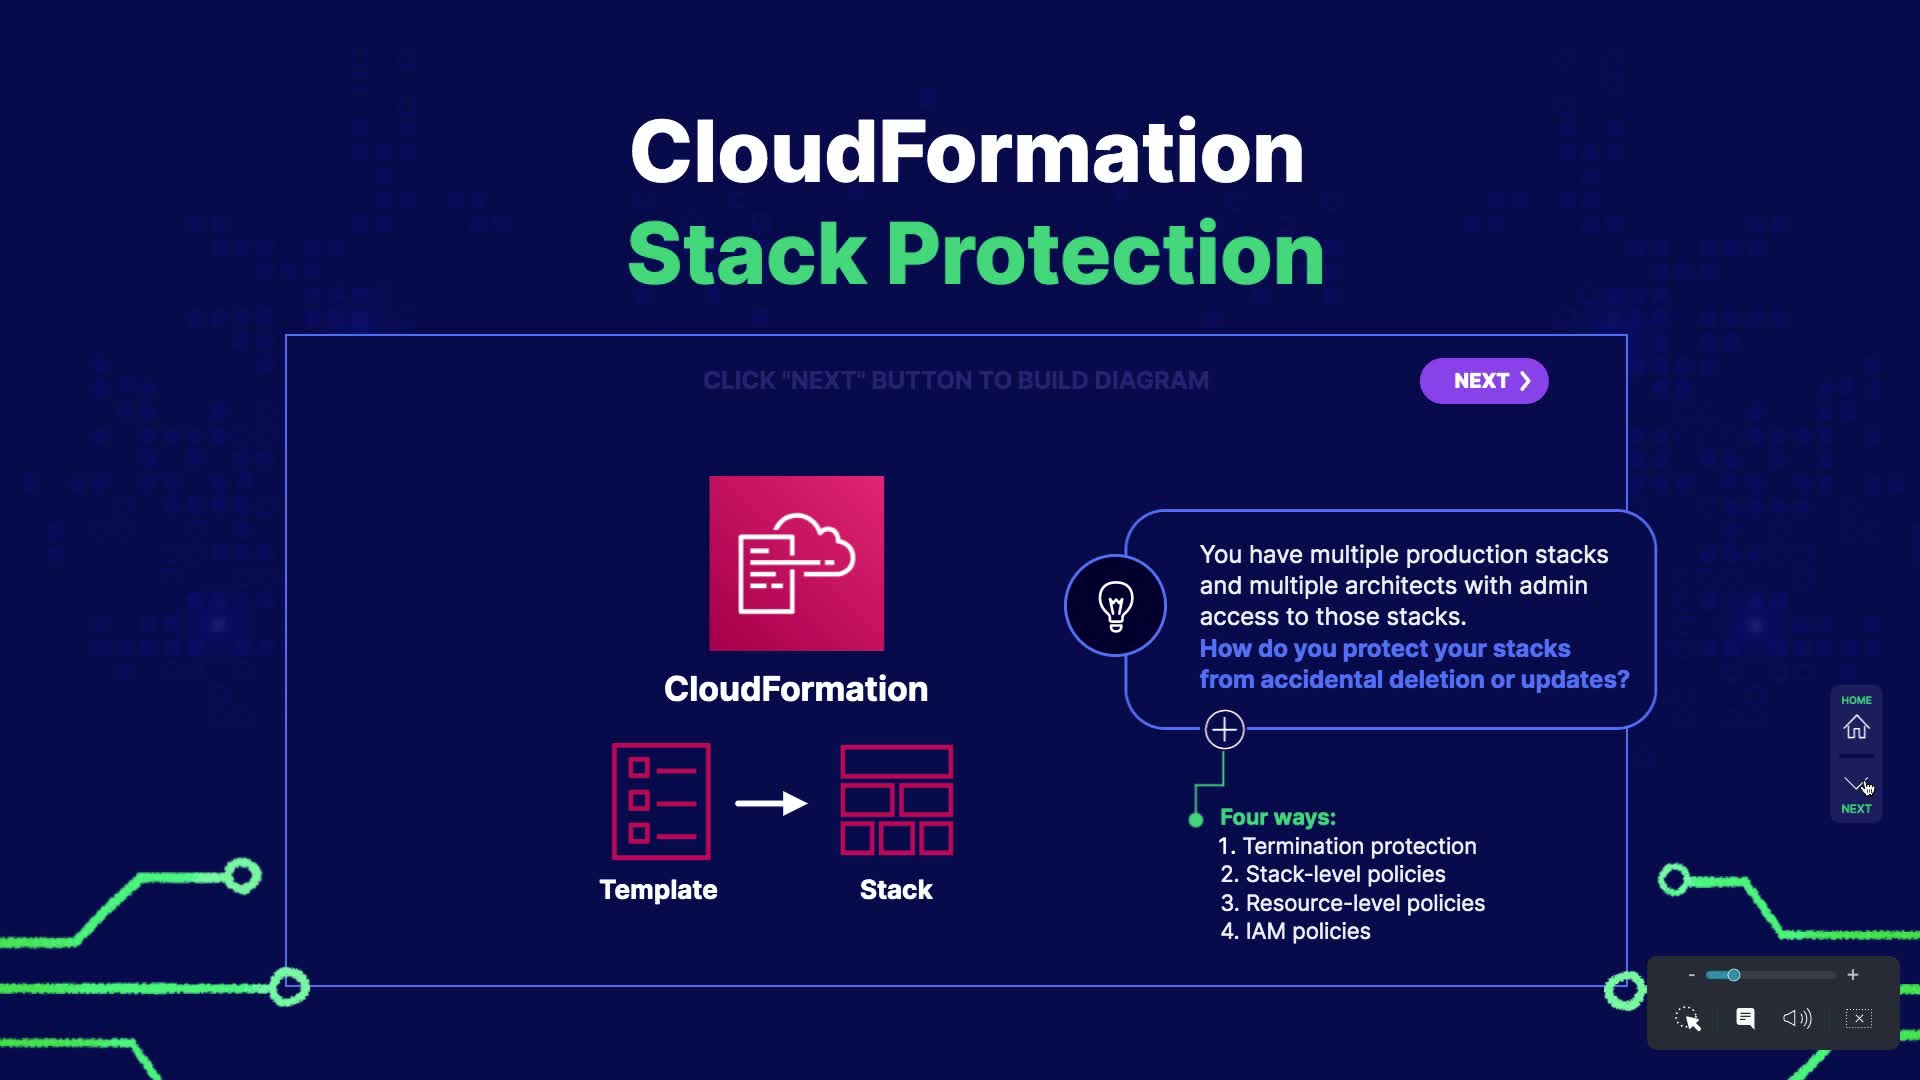 CloudFormation
Stack Protection
CLICK "NEXT" BUTTON TO BUILD DIAGRAM
NEXT
CloudFormation
Template
Stack
You have multiple production stacks
and multiple architects with admin
access to those stacks.
How do you protect your stacks
from accidental deletion or updates?
Four ways:
1. Termination protection
2. Stack-level policies
3. Resource-level policies
4. IAM policies
HOME
NEXT